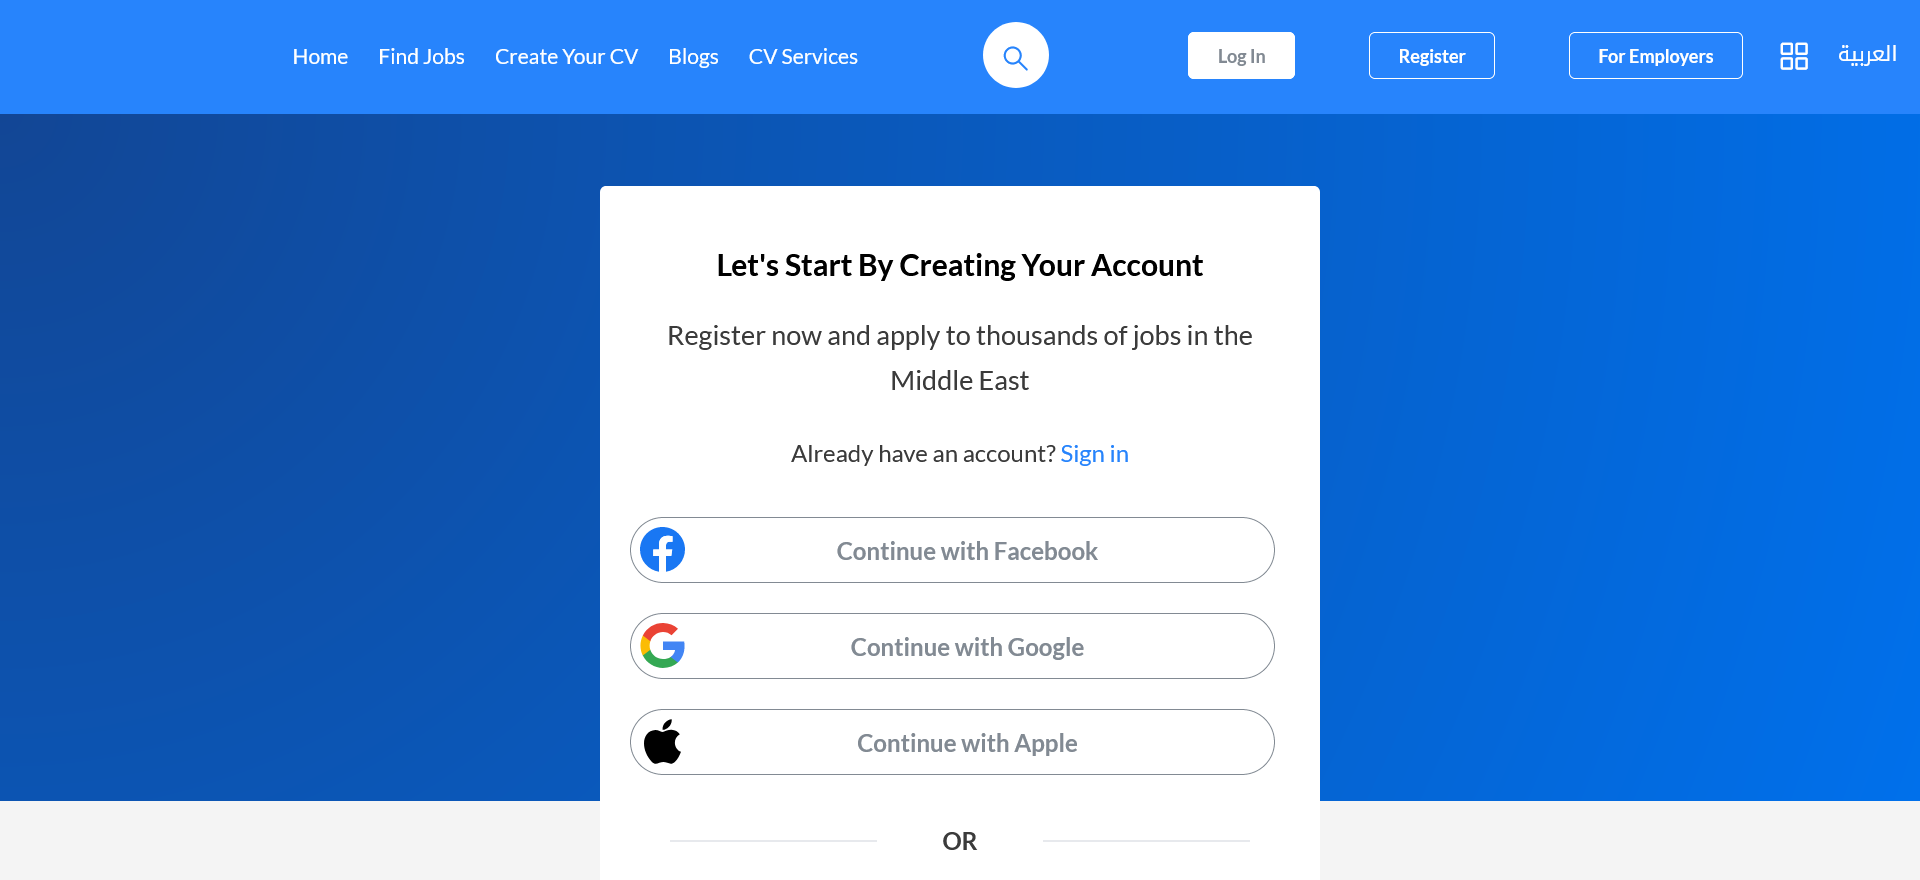 Home Find Jobs Create Your CV Blogs CV Services Log In Register For Employers العربية
Let's Start By Creating Your Account
Register now and apply to thousands of jobs in the
Middle East
Already have an account? Sign in
Continue with Facebook
Continue with Google
Continue with Apple
OR